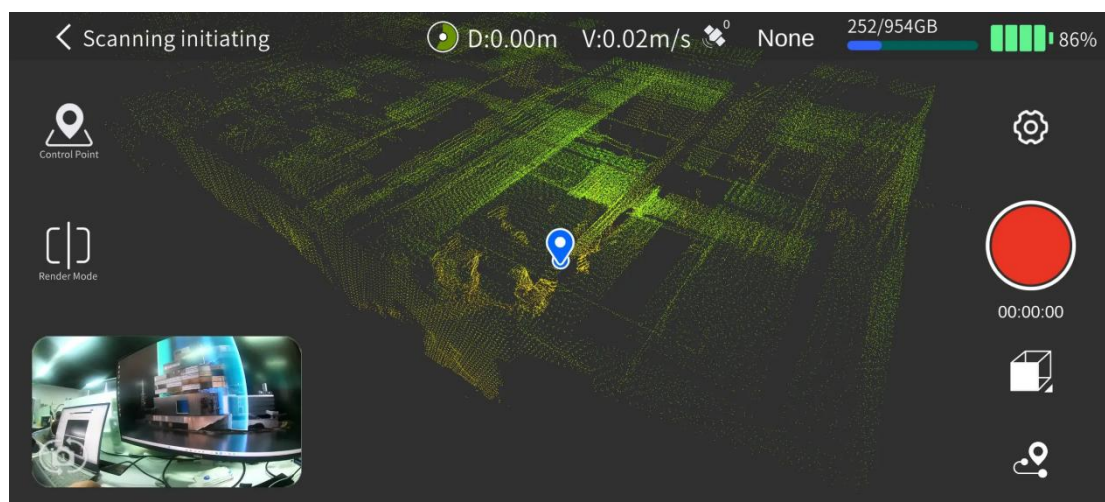 Scanning initiating
D:0.00m
V:0.02m/s
0
None
252/954GB
86%
Control Point
Render Mode
00:00:00